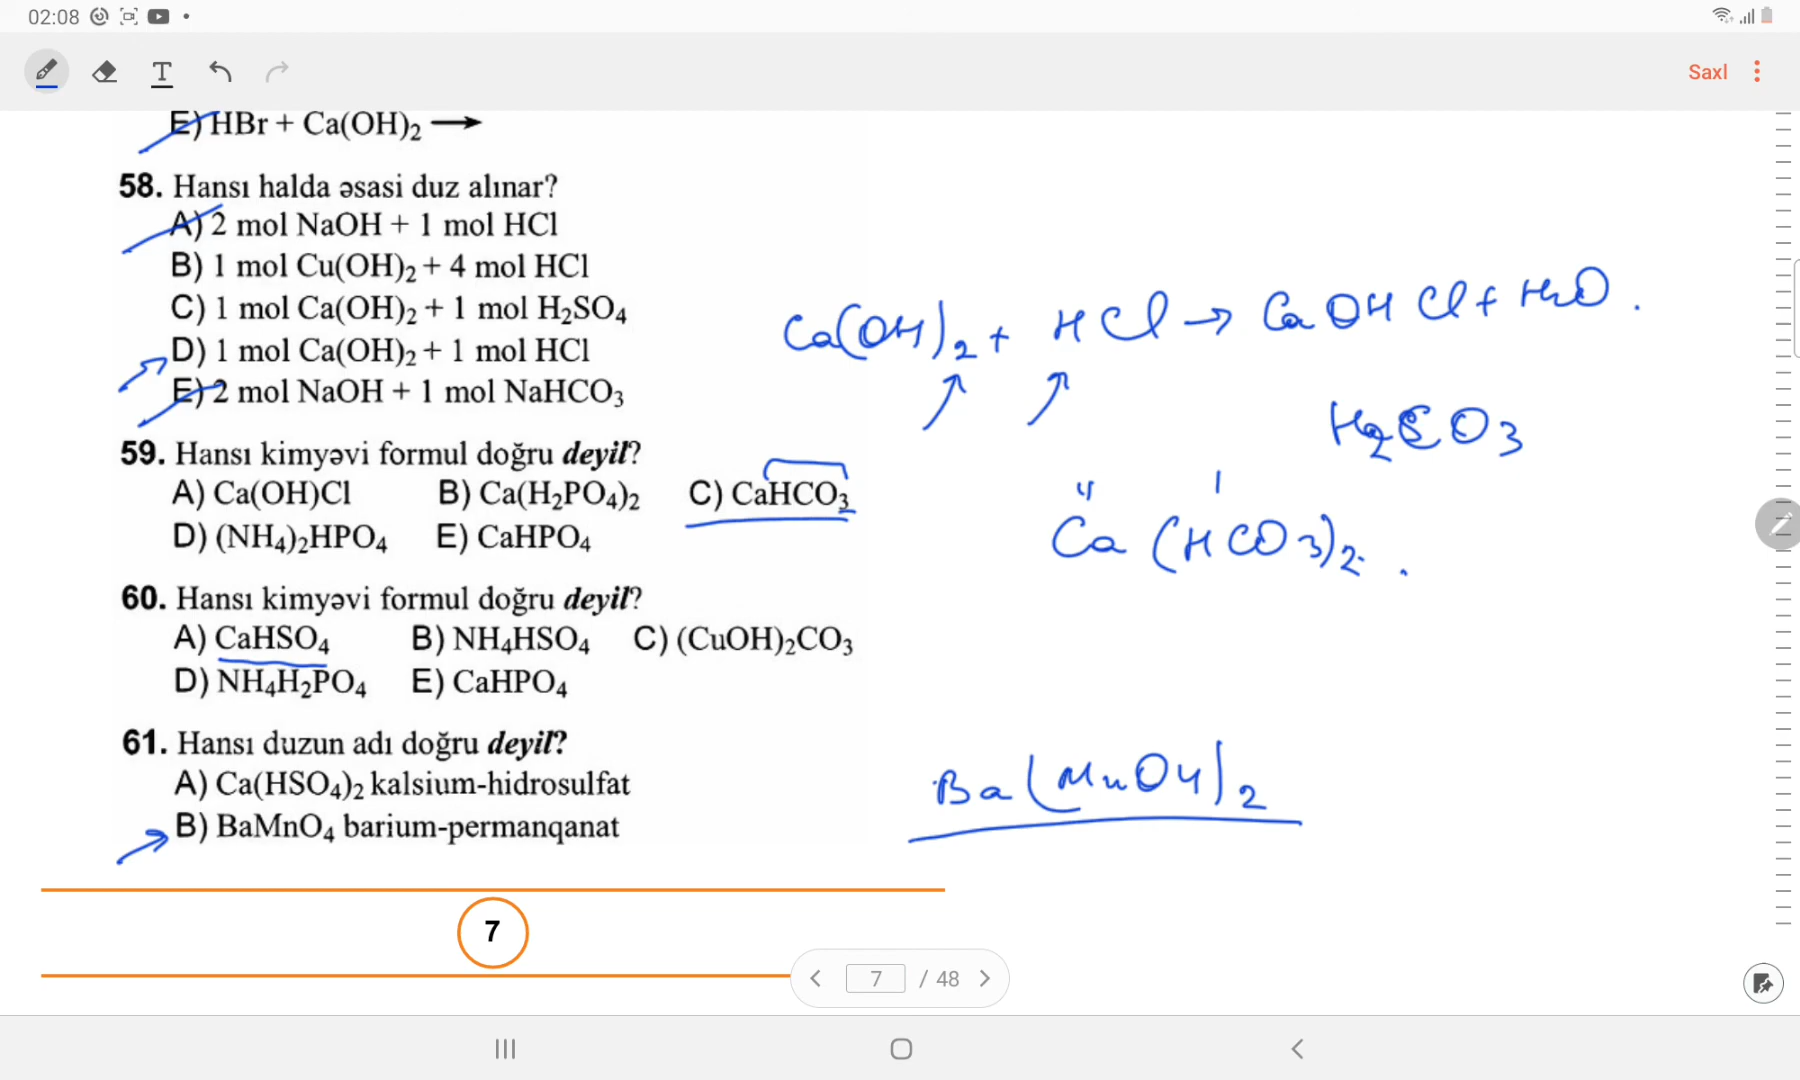 02:08
Saxl
E) HBr + Ca(OH)₂ ⟶
58. Hansı halda əsasi duz alınar?
A) 2 mol NaOH + 1 mol HCl
B) 1 mol Cu(OH)₂ + 4 mol HCl
C) 1 mol Ca(OH)₂ + 1 mol H₂SO₄
D) 1 mol Ca(OH)₂ + 1 mol HCl
E) 2 mol NaOH + 1 mol NaHCO₃
Ca(OH)₂ + HCl → CaOHCl + H₂O.
59. Hansı kimyəvi formul doğru deyil?
A) Ca(OH)Cl B) Ca(H₂PO₄)₂ C) CaHCO₃
D) (NH₄)₂HPO₄ E) CaHPO₄
II I
Ca(HCO₃)₂.
60. Hansı kimyəvi formul doğru deyil?
A) CaHSO₄ B) NH₄HSO₄ C) (CuOH)₂CO₃
D) NH₄H₂PO₄ E) CaHPO₄
61. Hansı duzun adı doğru deyil?
A) Ca(HSO₄)₂ kalsium-hidrosulfat
B) BaMnO₄ barium-permanqanat
Ba(MnO₄)₂
7
7 / 48